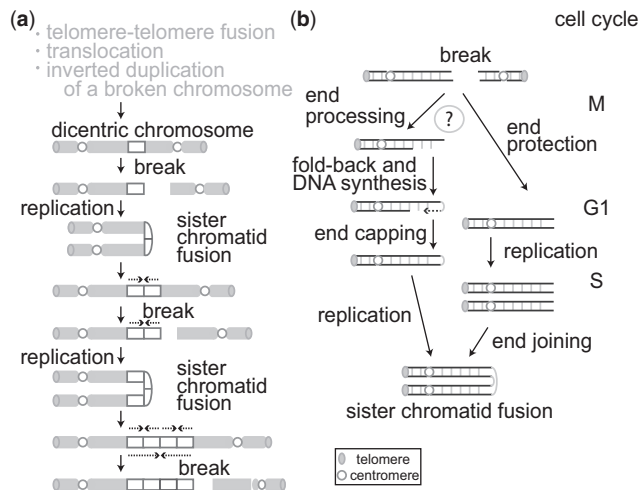 (a)
· telomere-telomere fusion
· translocation
· inverted duplication
of a broken chromosome
dicentric chromosome
break
replication
sister
chromatid
fusion
break
replication
sister
chromatid
fusion
break
(b)
cell cycle
break
M
end
processing
?
end
protection
fold-back and
DNA synthesis
G1
end capping
replication
S
replication
end joining
sister chromatid fusion
telomere
centromere